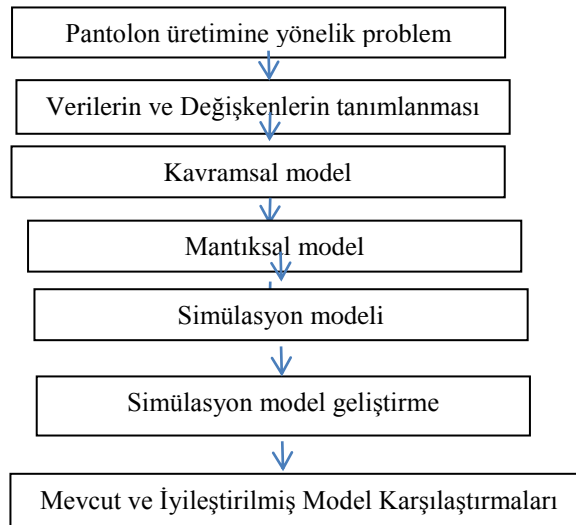 Pantolon üretimine yönelik problem
Verilerin ve Değişkenlerin tanımlanması
Kavramsal model
Mantıksal model
Simülasyon modeli
Simülasyon model geliştirme
Mevcut ve İyileştirilmiş Model Karşılaştırmaları